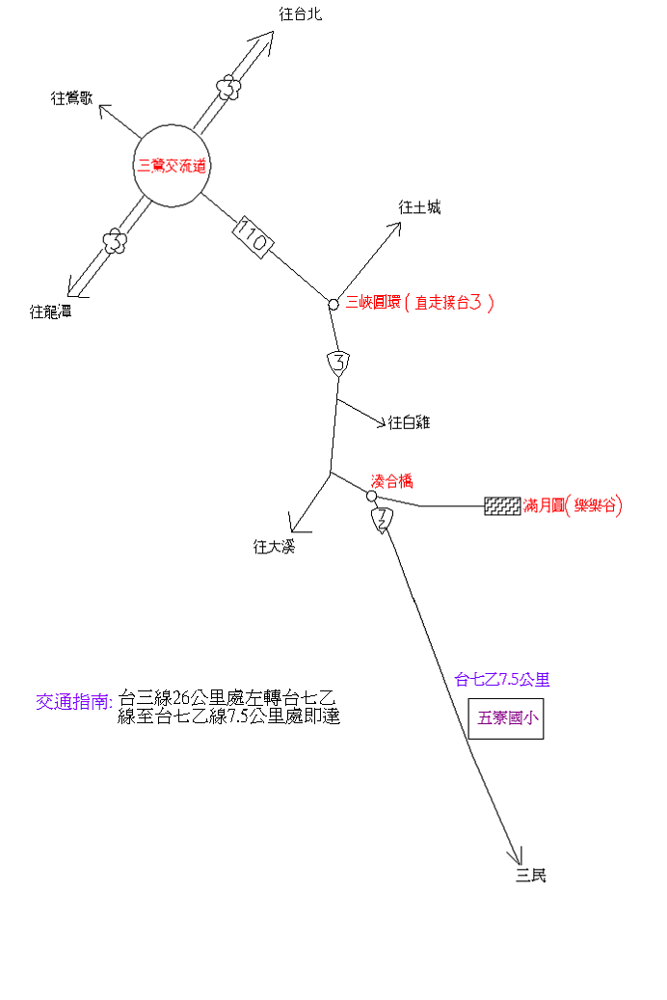 往台北
3
往鶯歌
三鶯交流道
往土城
110
3
三峽圓環(直走接台3)
往龍潭
3
往白雞
湊合橋
滿月圓(樂樂谷)
7乙
往大溪
台七乙7.5公里
五寮國小
交通指南:台三線26公里處左轉台七乙
線至台七乙線7.5公里處即達
三民